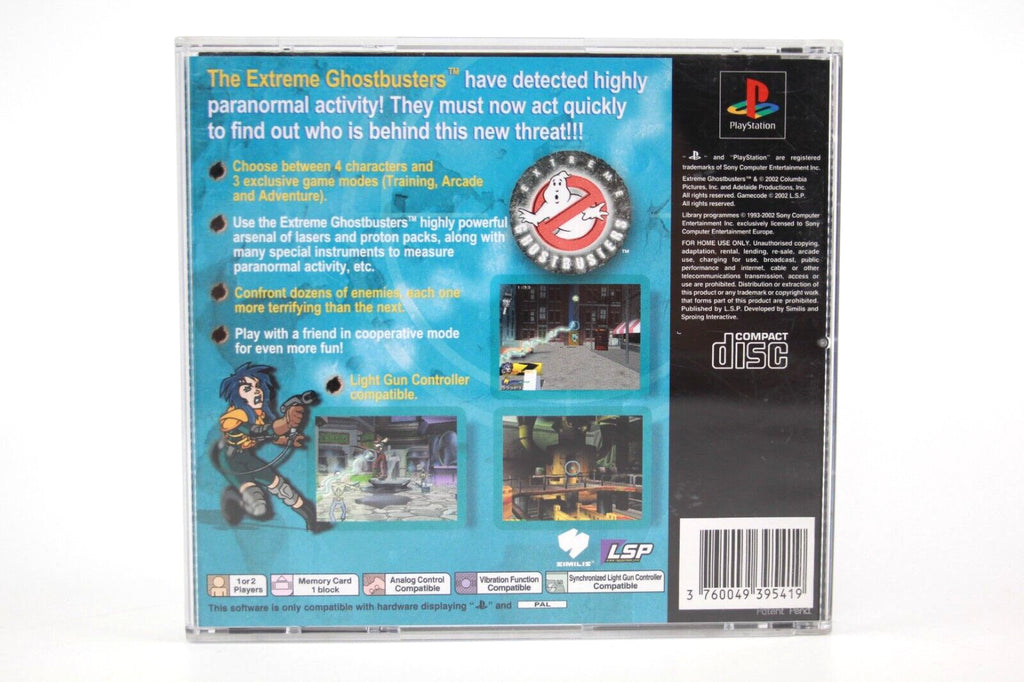 The Extreme Ghostbusters™ have detected highly
paranormal activity! They must now act quickly
to find out who is behind this new threat!!!
Choose between 4 characters and
3 exclusive game modes (Training, Arcade
and Adventure).
Use the Extreme Ghostbusters™ highly powerful
arsenal of lasers and proton packs, along with
many special instruments to measure
paranormal activity, etc.
Confront dozens of enemies, each one
more terrifying than the next.
Play with a friend in cooperative mode
for even more fun!
Light Gun Controller
compatible.
EXTREME
GHOSTBUSTERS
™
SIMILIS
LSP
1 or 2
Players
Memory Card
1 block
Analog Control
Compatible
Vibration Function
Compatible
Synchronized Light Gun Controller
Compatible
This software is only compatible with hardware displaying " " and PAL
PlayStation
" " and "PlayStation" are registered
trademarks of Sony Computer Entertainment Inc.
Extreme Ghostbusters™ & © 2002 Columbia
Pictures, Inc. and Adelaide Productions, Inc.
All rights reserved. Gamecode © 2002 L.S.P.
All rights reserved.
Library programmes © 1993-2002 Sony Computer
Entertainment Inc. exclusively licensed to Sony
Computer Entertainment Europe.
FOR HOME USE ONLY. Unauthorised copying,
adaptation, rental, lending, re-sale, arcade
use, charging for use, broadcast, public
performance and internet, cable or other
telecommunications transmission, access or
use are prohibited. Distribution or extraction of
this product or any trademark or copyright work
that forms part of this product are prohibited.
Published by L.S.P. Developed by Similis and
Sproing Interactive.
COMPACT
disc
3 760049 395419
Patent Pend.